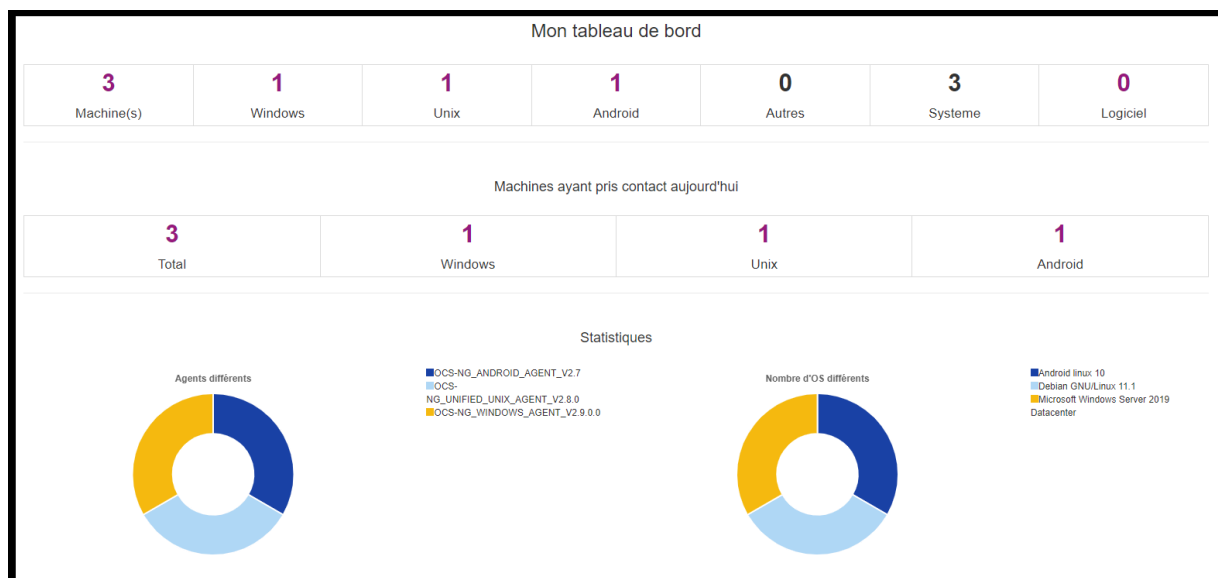 Mon tableau de bord
3 1 1 1 0 3 0
Machine(s) Windows Unix Android Autres Systeme Logiciel
Machines ayant pris contact aujourd'hui
3 1 1 1
Total Windows Unix Android
Statistiques
Agents différents
OCS-NG_ANDROID_AGENT_V2.7
OCS-
NG_UNIFIED_UNIX_AGENT_V2.8.0
OCS-NG_WINDOWS_AGENT_V2.9.0.0
Nombre d'OS différents
Android linux 10
Debian GNU/Linux 11.1
Microsoft Windows Server 2019
Datacenter